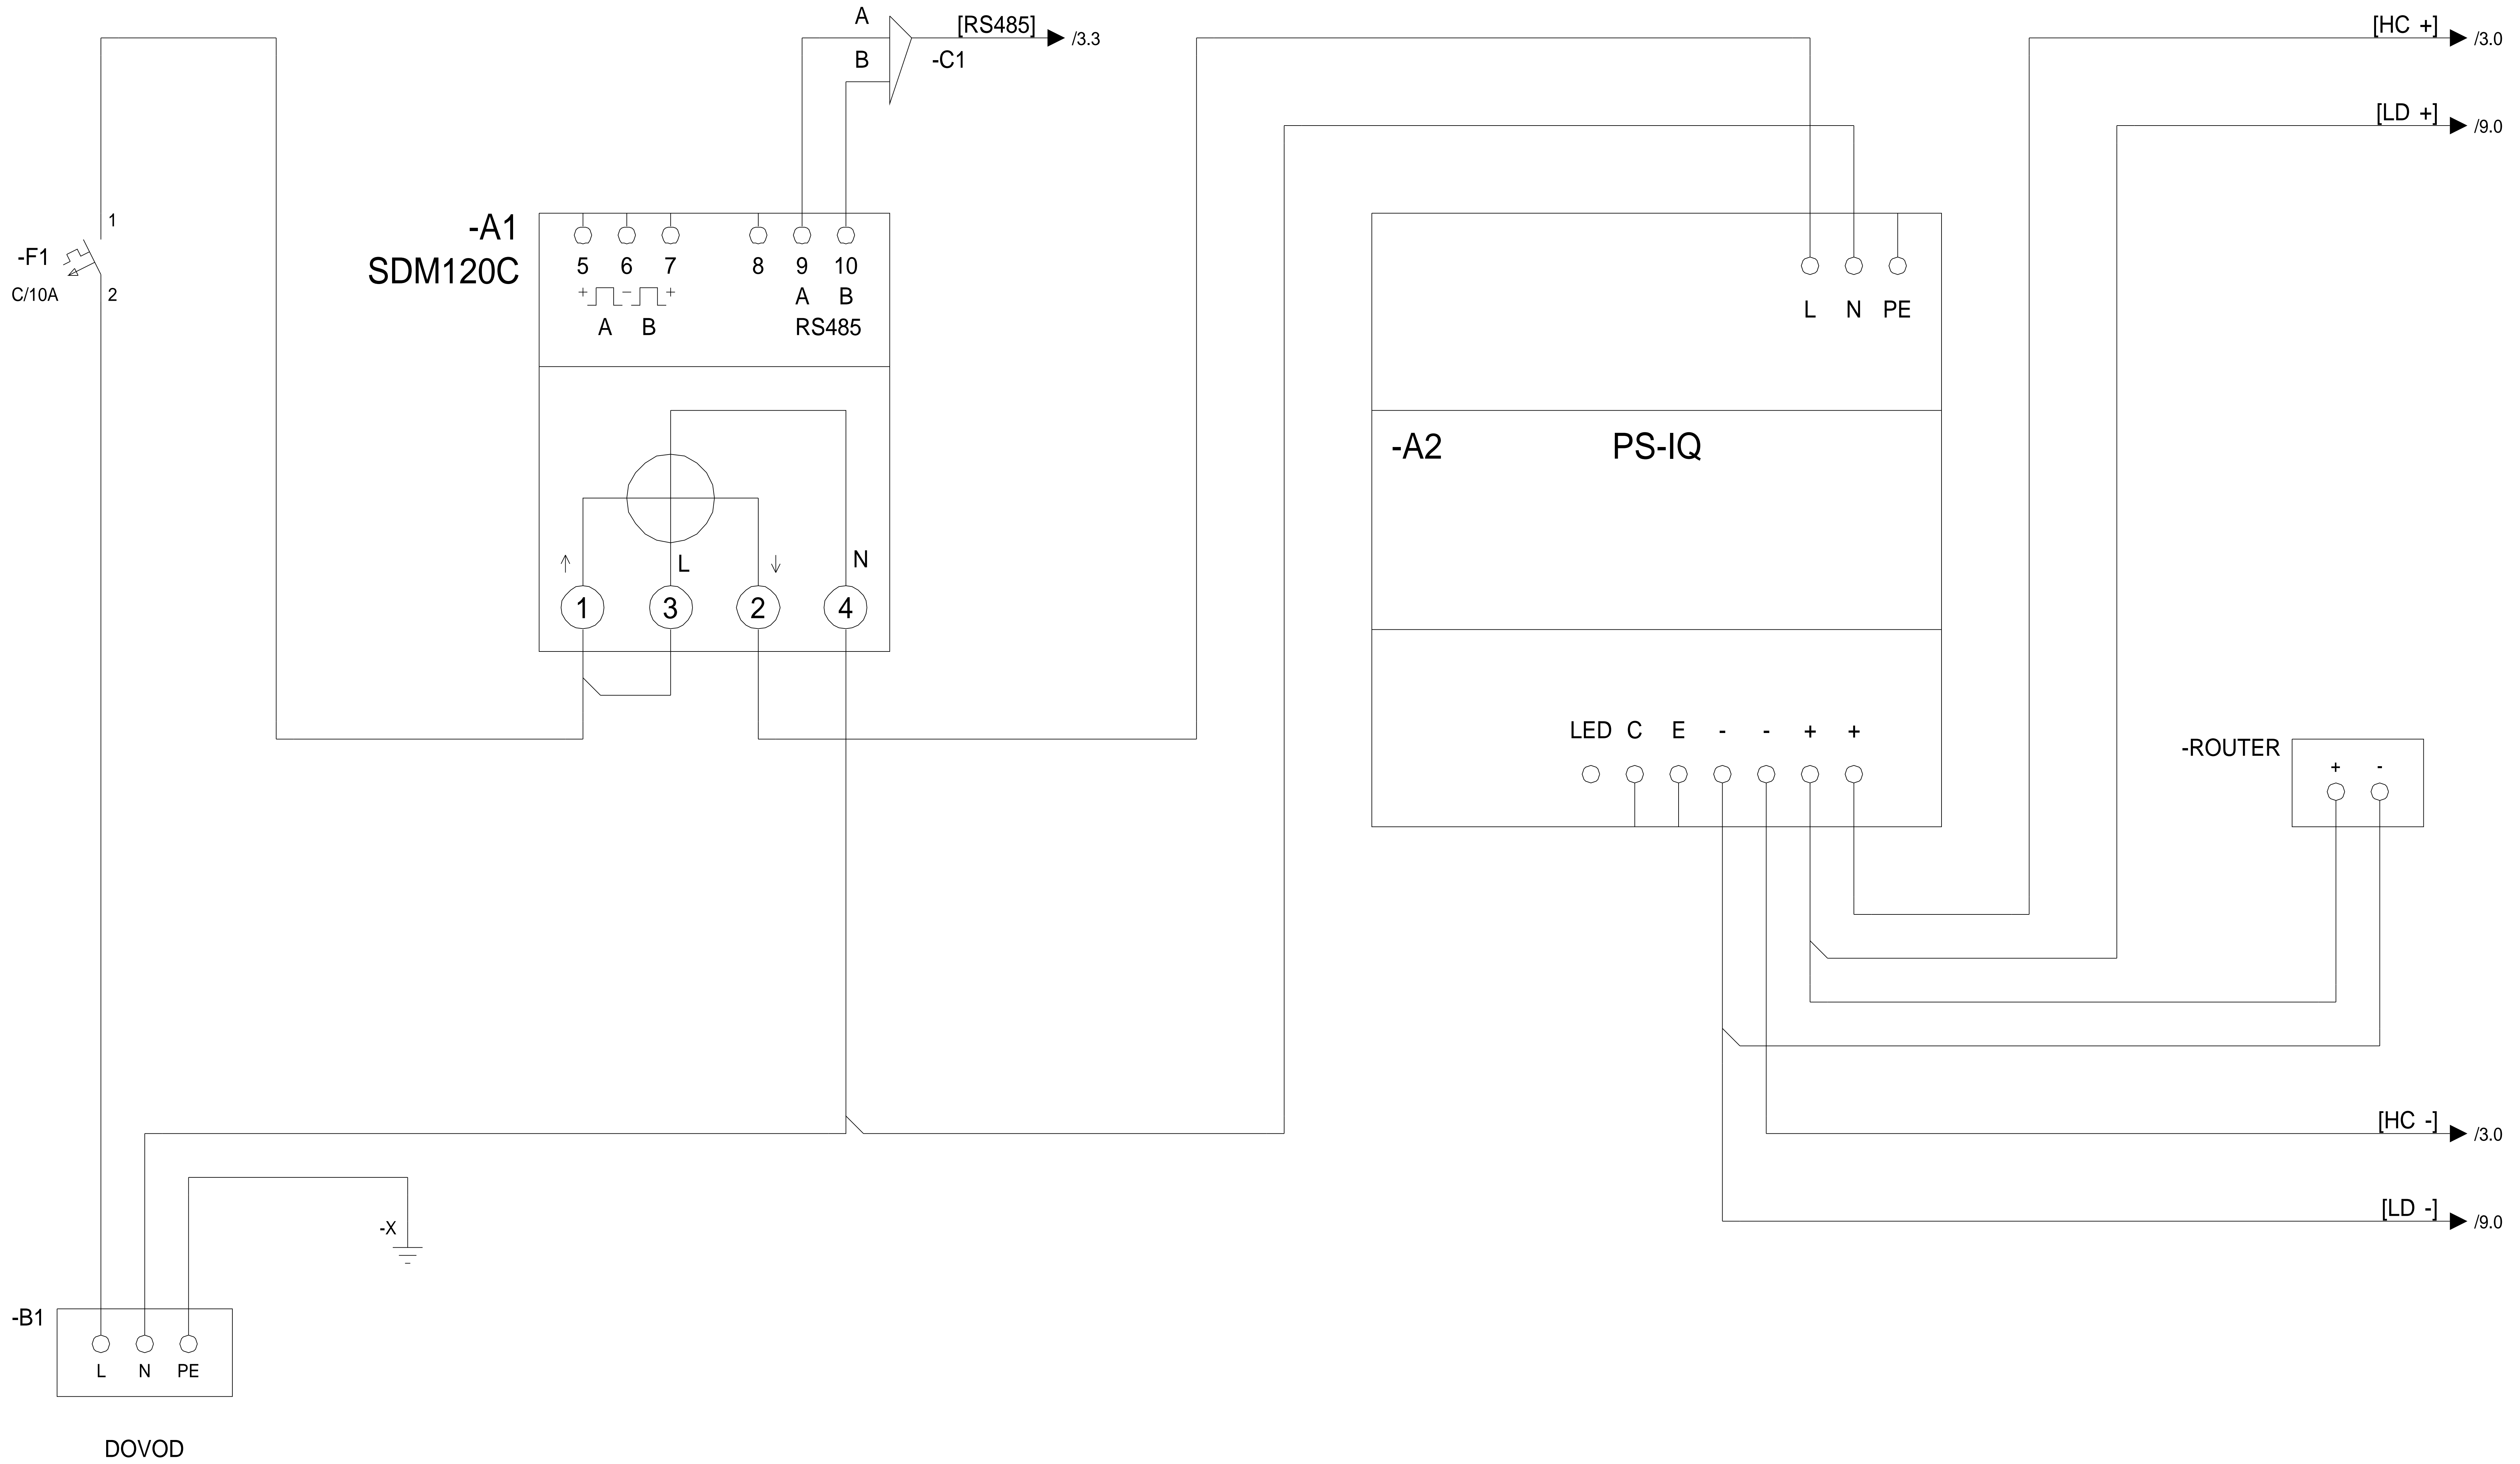 A
[RS485]
/3.3
B
-C1
[HC +]
/3.0
[LD +]
/9.0
1
-F1
C/10A
2
-A1
SDM120C
5 6 7 8 9 10
+ - +
A B
A B
RS485
L
N
1 3 2 4
L N PE
-A2
PS-IQ
LED C E - - + +
-ROUTER
+ -
[HC -]
/3.0
[LD -]
/9.0
-X
-B1
L N PE
DOVOD